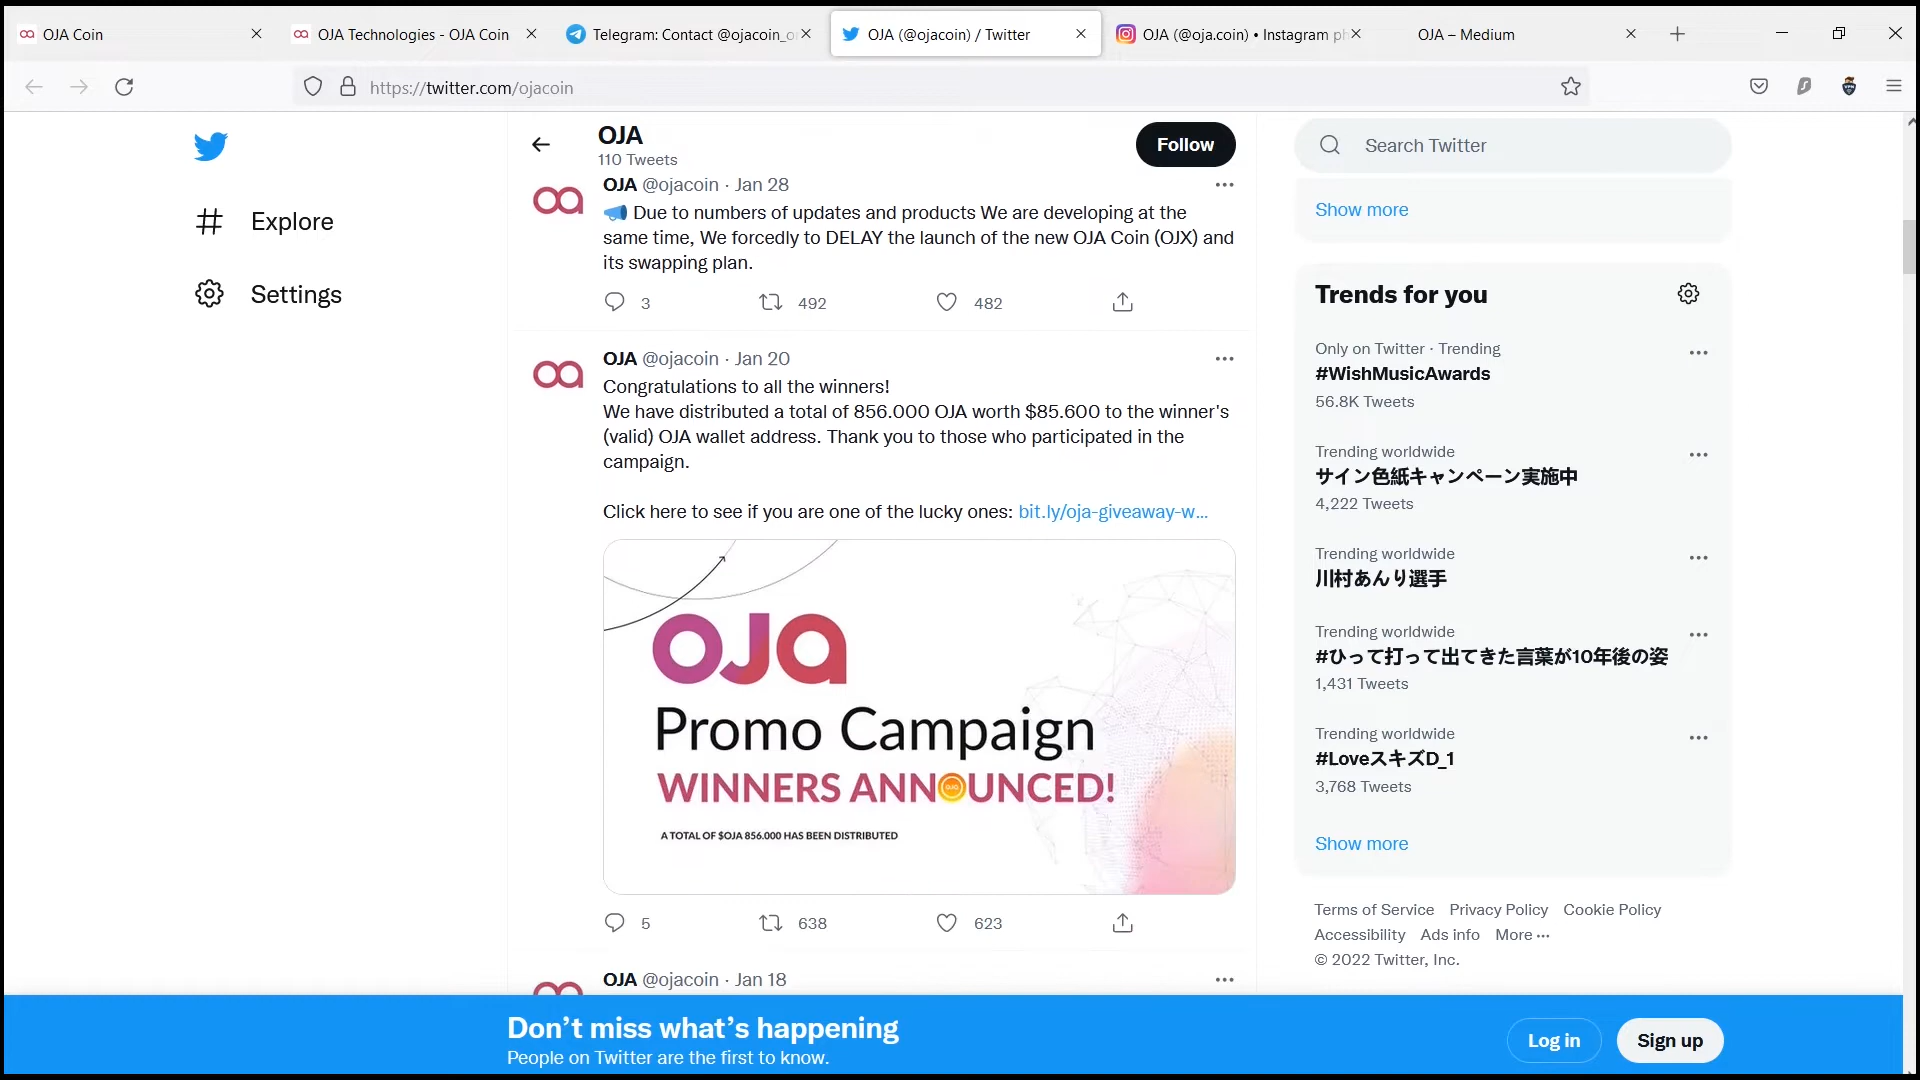 OJA Coin
OJA Technologies - OJA Coin
Telegram: Contact @ojacoin_o
OJA (@ojacoin) / Twitter
OJA (@oja.coin) • Instagram ph
OJA – Medium
https://twitter.com/ojacoin
OJA
110 Tweets
Follow
Search Twitter
Explore
Settings
OJA @ojacoin · Jan 28
📣 Due to numbers of updates and products We are developing at the
same time, We forcedly to DELAY the launch of the new OJA Coin (OJX) and
its swapping plan.
3 492 482
OJA @ojacoin · Jan 20
Congratulations to all the winners!
We have distributed a total of 856.000 OJA worth $85.600 to the winner's
(valid) OJA wallet address. Thank you to those who participated in the
campaign.
Click here to see if you are one of the lucky ones: bit.ly/oja-giveaway-w…
OJA
Promo Campaign
WINNERS ANNOUNCED!
A TOTAL OF $OJA 856.000 HAS BEEN DISTRIBUTED
5 638 623
OJA @ojacoin · Jan 18
Show more
Trends for you
Only on Twitter · Trending
#WishMusicAwards
56.8K Tweets
Trending worldwide
サイン色紙キャンペーン実施中
4,222 Tweets
Trending worldwide
川村あんり選手
Trending worldwide
#ひって打って出てきた言葉が10年後の姿
1,431 Tweets
Trending worldwide
#LoveスキズD_1
3,768 Tweets
Show more
Terms of Service Privacy Policy Cookie Policy
Accessibility Ads info More ···
© 2022 Twitter, Inc.
Don’t miss what’s happening
People on Twitter are the first to know.
Log in
Sign up